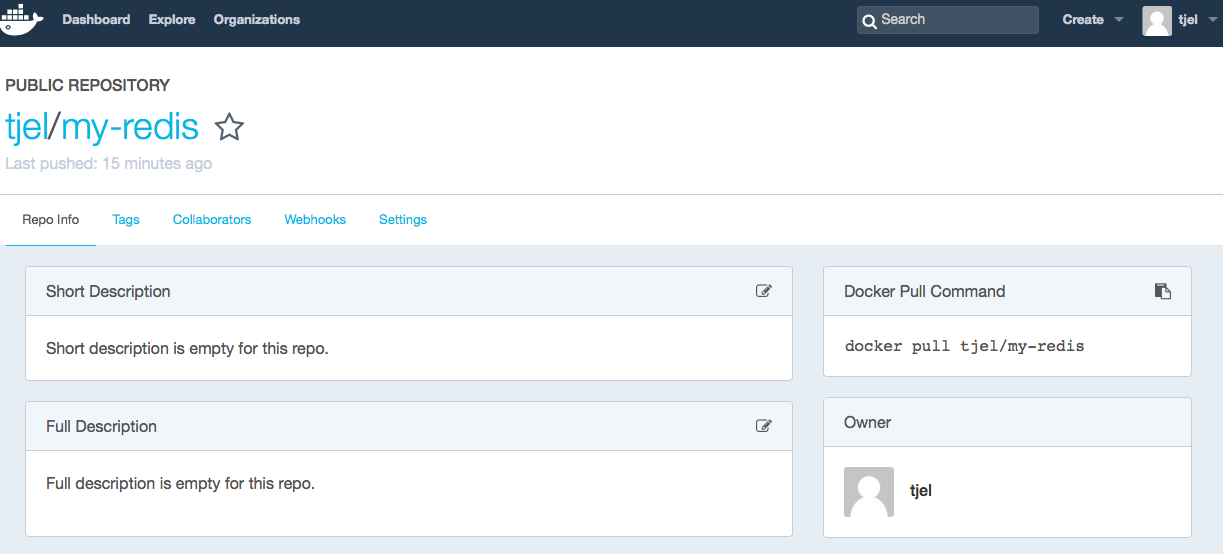 Dashboard Explore Organizations Search Create tjel
PUBLIC REPOSITORY
tjel/my-redis
Last pushed: 15 minutes ago
Repo Info Tags Collaborators Webhooks Settings
Short Description
Short description is empty for this repo.
Full Description
Full description is empty for this repo.
Docker Pull Command
docker pull tjel/my-redis
Owner
tjel